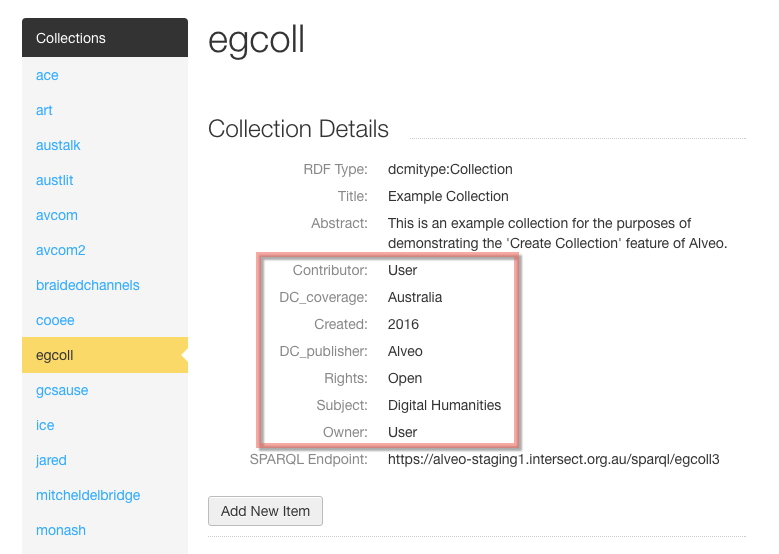 Collections
ace
art
austalk
austlit
avcom
avcom2
braidedchannels
cooee
egcoll
gcsause
ice
jared
mitcheldelbridge
monash
egcoll
Collection Details
RDF Type: dcmitype:Collection
Title: Example Collection
Abstract: This is an example collection for the purposes of
demonstrating the 'Create Collection' feature of Alveo.
Contributor: User
DC_coverage: Australia
Created: 2016
DC_publisher: Alveo
Rights: Open
Subject: Digital Humanities
Owner: User
SPARQL Endpoint: https://alveo-staging1.intersect.org.au/sparql/egcoll3
Add New Item